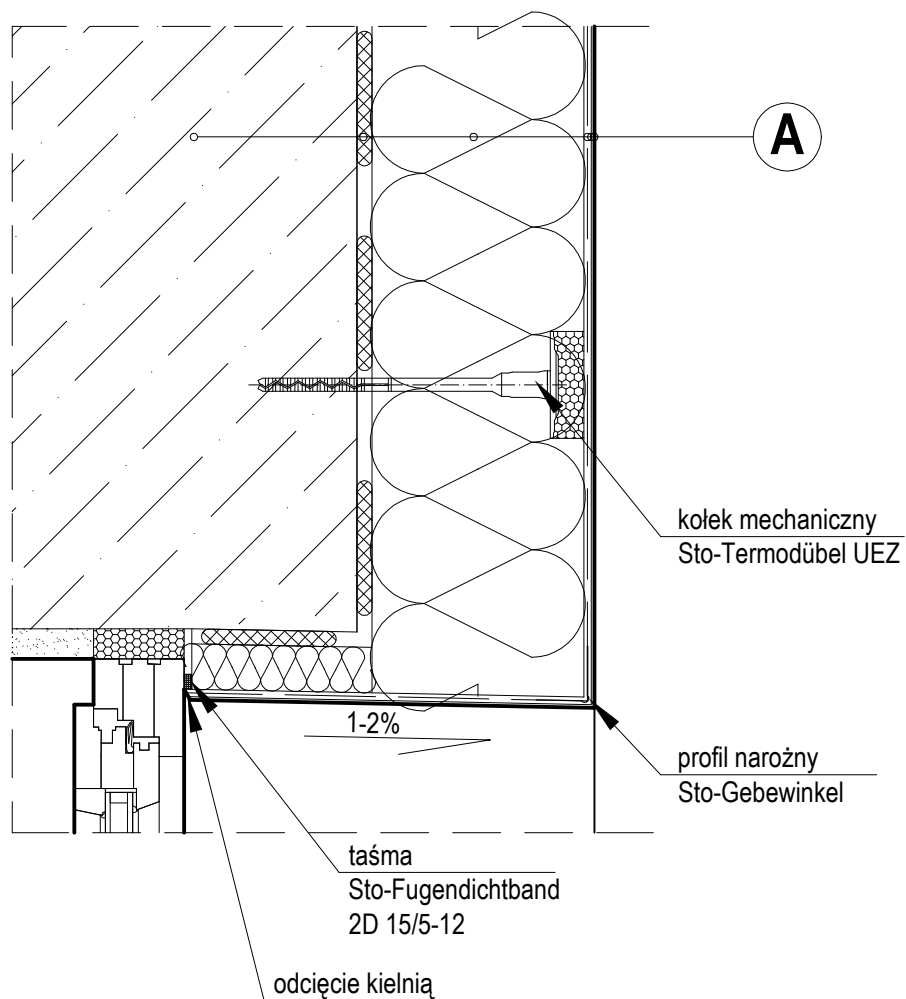 A
kołek mechaniczny
Sto-Termodübel UEZ
1-2%
profil narożny
Sto-Gebewinkel
taśma
Sto-Fugendichtband
2D 15/5-12
odcięcie kielnią